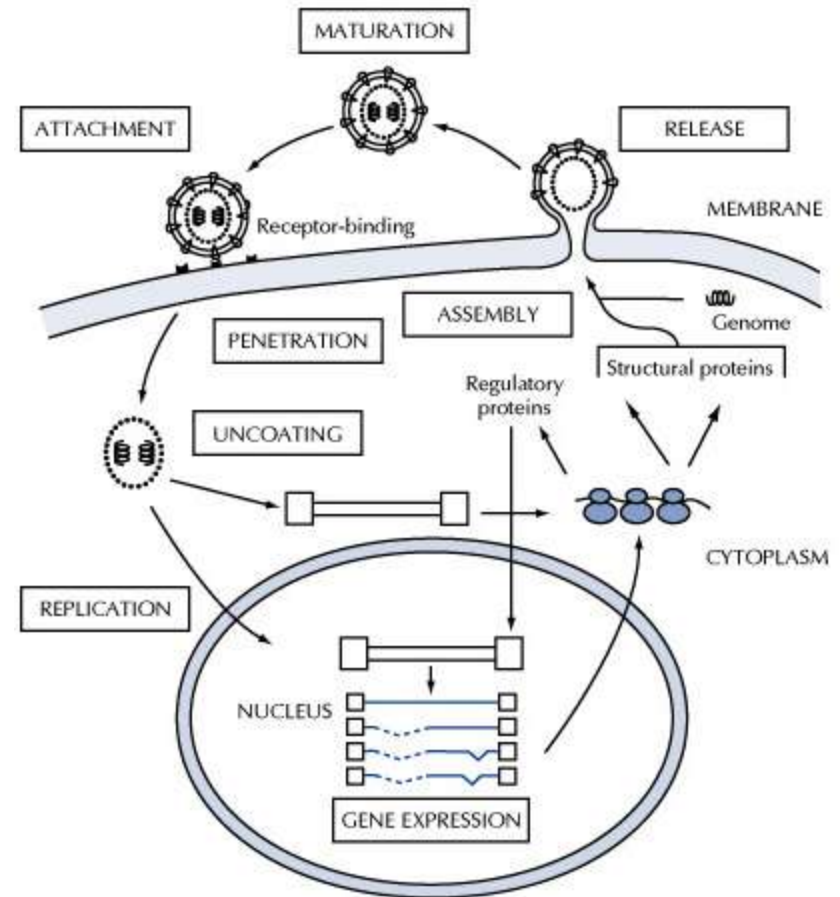 MATURATION
ATTACHMENT
RELEASE
MEMBRANE
Receptor-binding
ASSEMBLY
Genome
PENETRATION
Structural proteins
Regulatory
proteins
UNCOATING
CYTOPLASM
REPLICATION
NUCLEUS
GENE EXPRESSION